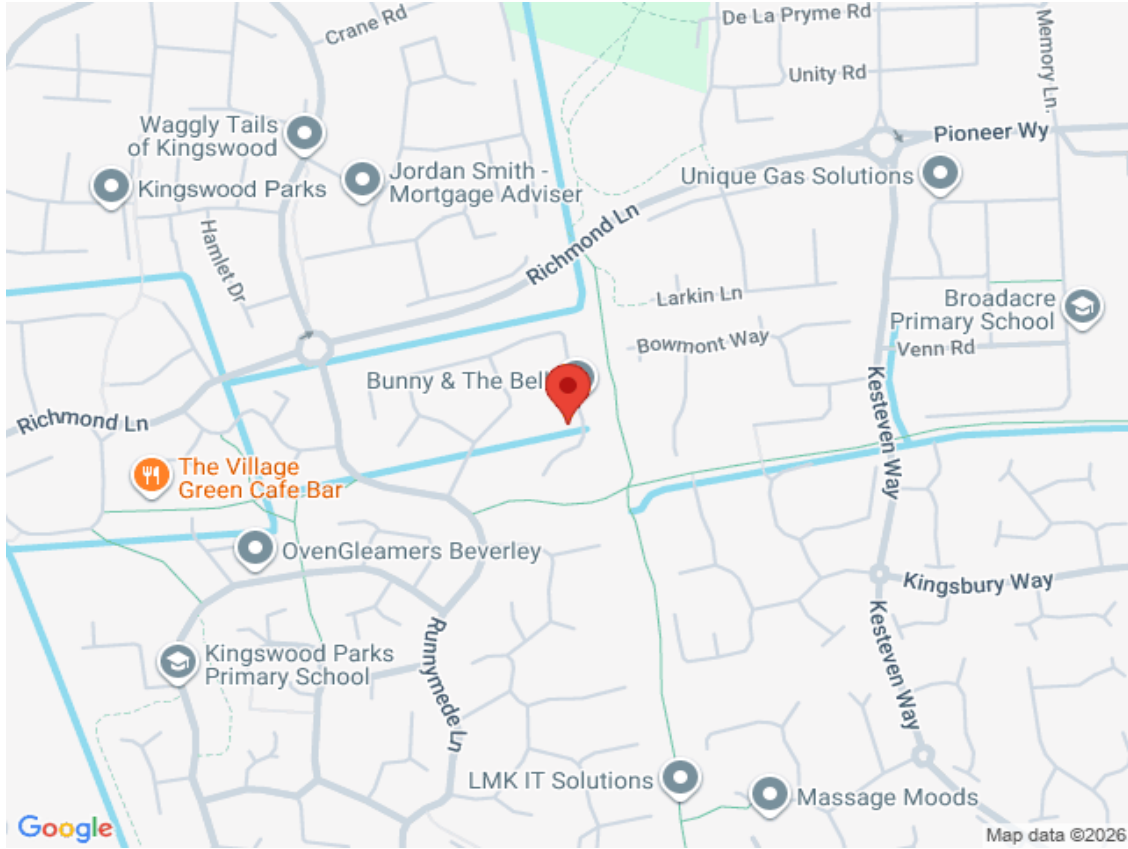 De La Pryme Rd
Crane Rd
Memory Ln.
Unity Rd
Waggly Tails
of Kingswood
Pioneer Wy
Jordan Smith -
Mortgage Adviser
Unique Gas Solutions
Kingswood Parks
Hamlet Dr
Richmond Ln
Larkin Ln
Broadacre
Primary School
Bowmont Way
Venn Rd
Bunny & The Bell
Richmond Ln
Kesteven Way
The Village
Green Cafe Bar
OvenGleamers Beverley
Kingsbury Way
Kesteven Way
Runnymede Ln
Kingswood Parks
Primary School
LMK IT Solutions
Massage Moods
Google
Map data ©2026